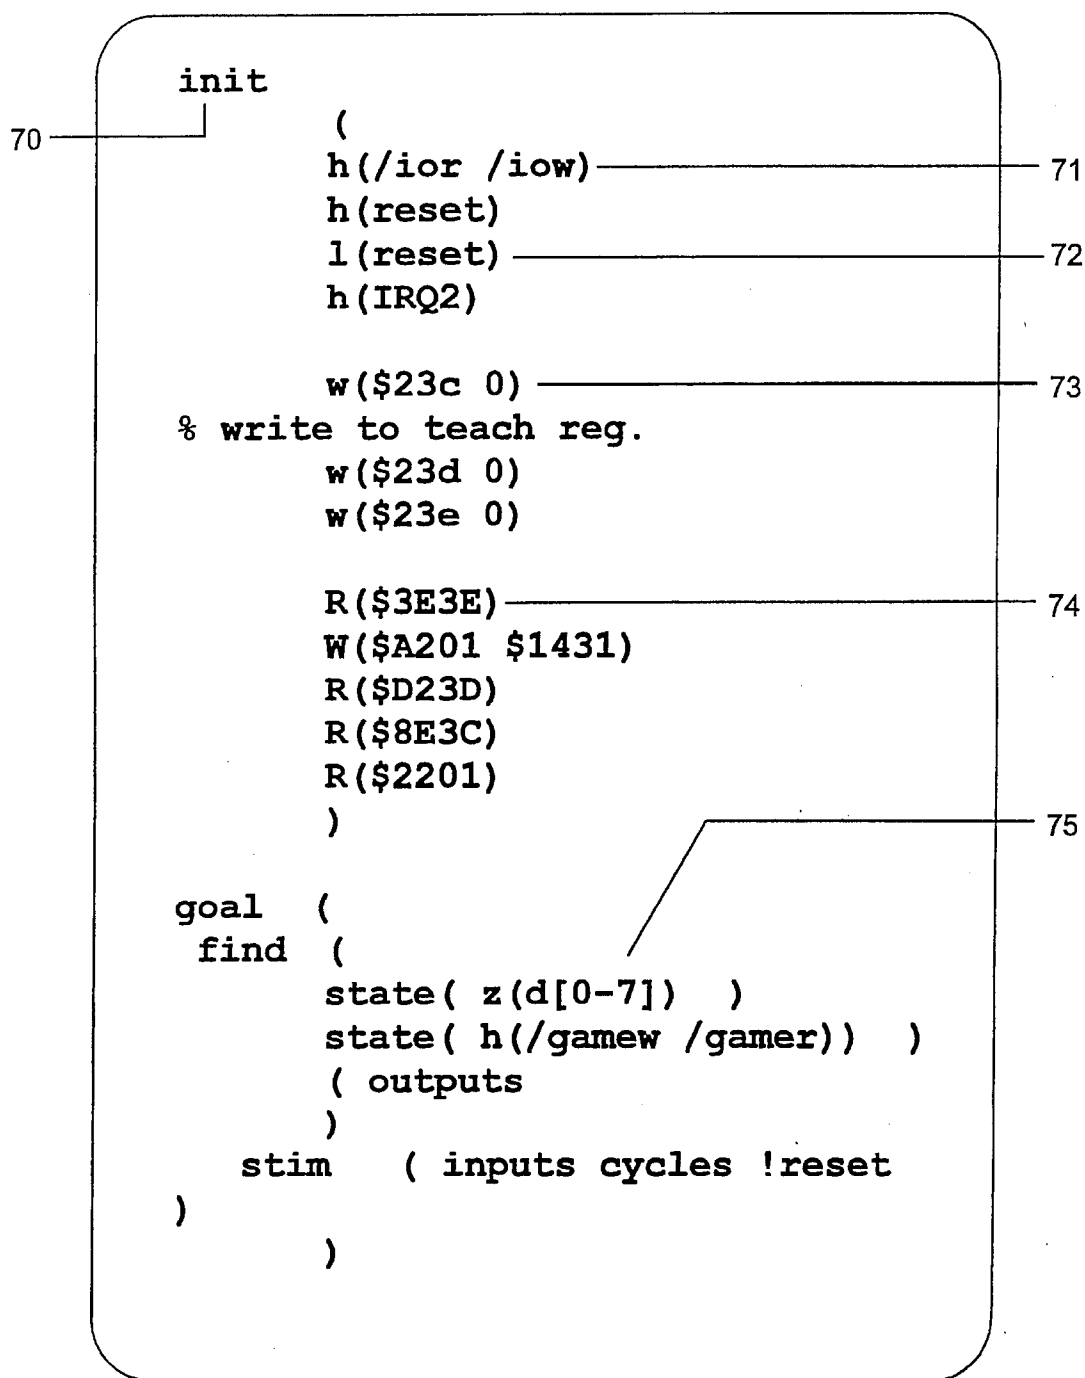 init
70
(
h(/ior /iow) 71
h(reset)
l(reset) 72
h(IRQ2)
w($23c 0) 73
% write to teach reg.
w($23d 0)
w($23e 0)
R($3E3E) 74
W($A201 $1431)
R($D23D)
R($8E3C)
R($2201)
) 75
goal (
find (
state( z(d[0-7]) )
state( h(/gamew /gamer)) )
( outputs
)
stim ( inputs cycles !reset
)
)